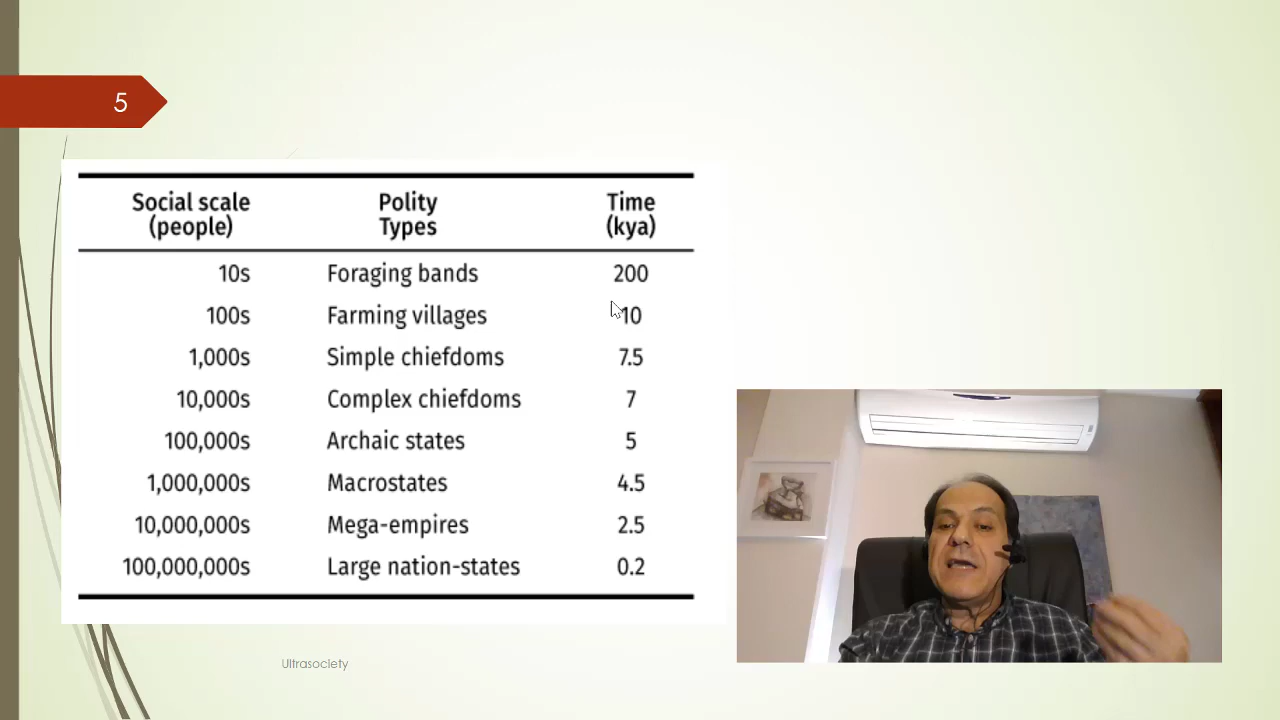 5
Social scale (people) Polity Types Time (kya)
10s Foraging bands 200
100s Farming villages 10
1,000s Simple chiefdoms 7.5
10,000s Complex chiefdoms 7
100,000s Archaic states 5
1,000,000s Macrostates 4.5
10,000,000s Mega-empires 2.5
100,000,000s Large nation-states 0.2
Ultrasociety